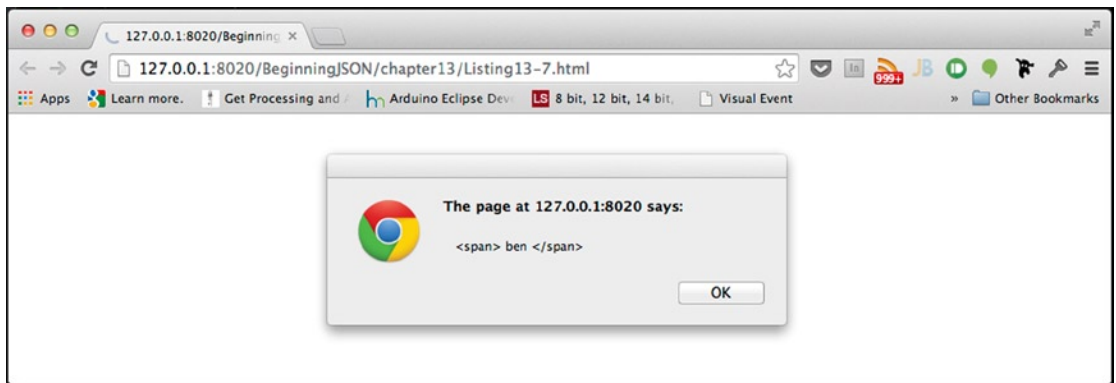 127.0.0.1:8020/Beginning
127.0.0.1:8020/BeginningJSON/chapter13/Listing13-7.html
999+
JB
Apps Learn more. Get Processing and Arduino Eclipse Dev LS 8 bit, 12 bit, 14 bit, Visual Event » Other Bookmarks
The page at 127.0.0.1:8020 says:
<span> ben </span>
OK